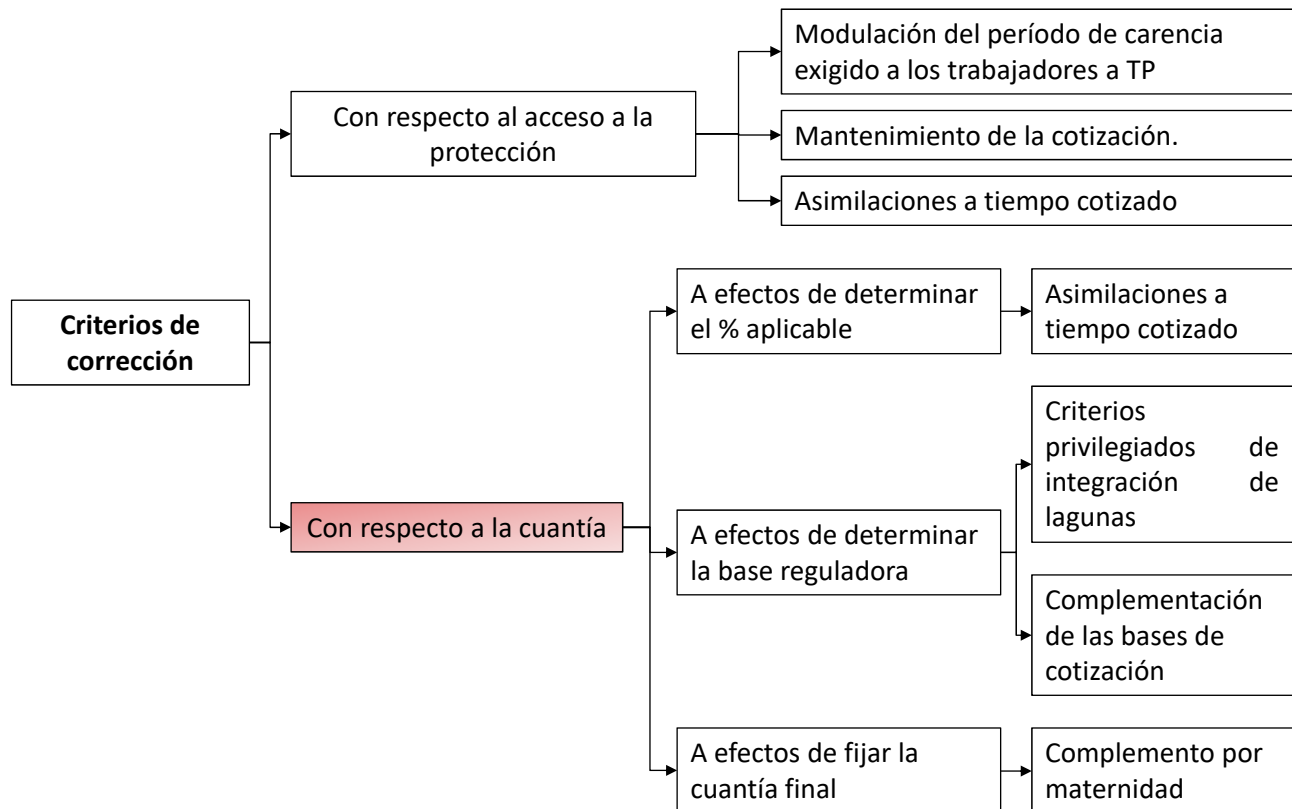 Criterios de
corrección
Con respecto al acceso a la
protección
Modulación del período de carencia
exigido a los trabajadores a TP
Mantenimiento de la cotización.
Asimilaciones a tiempo cotizado
Con respecto a la cuantía
A efectos de determinar
el % aplicable
Asimilaciones a
tiempo cotizado
A efectos de determinar
la base reguladora
Criterios
privilegiados de
integración de
lagunas
Complementación
de las bases de
cotización
A efectos de fijar la
cuantía final
Complemento por
maternidad